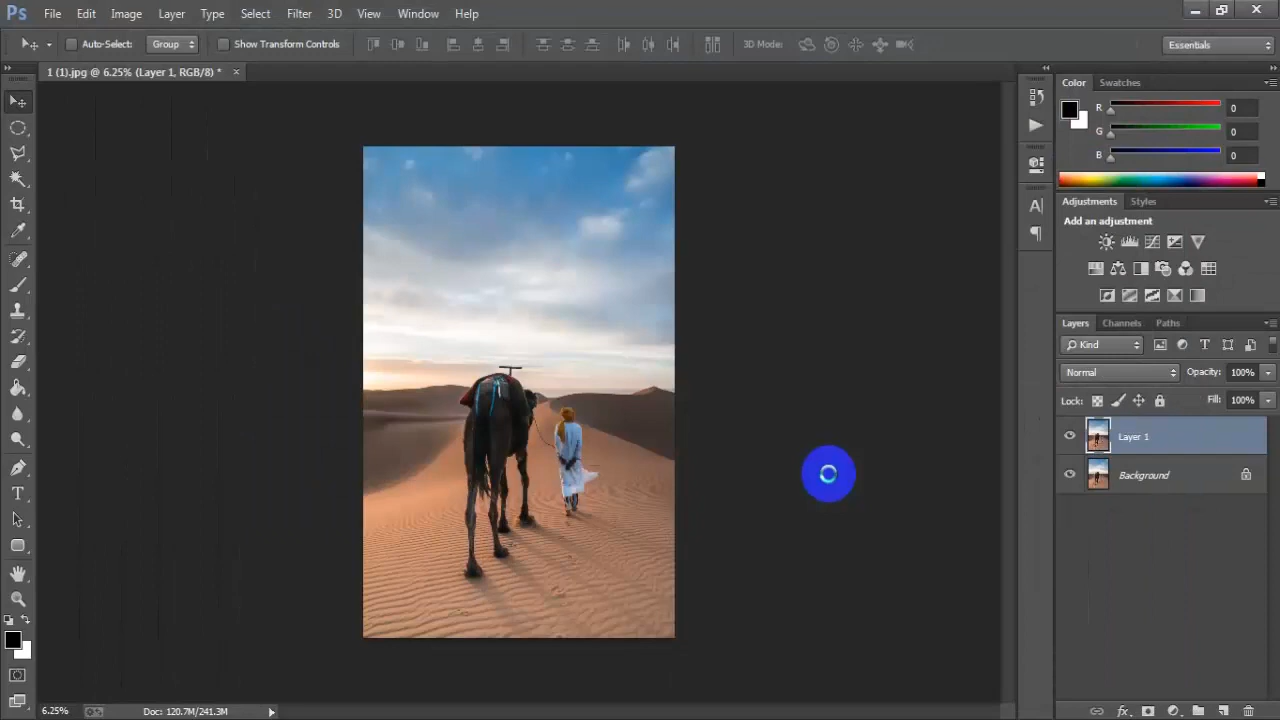 Ps File Edit Image Layer Type Select Filter 3D View Window Help
Auto-Select: Group Show Transform Controls 3D Mode: Essentials
1 (1).jpg @ 6.25% (Layer 1, RGB/8) * ×
Color Swatches
R 0
G 0
B 0
Adjustments Styles
Add an adjustment
Layers Channels Paths
Kind
Normal Opacity: 100%
Lock: Fill: 100%
Layer 1
Background
6.25% Doc: 120.7M/241.3M